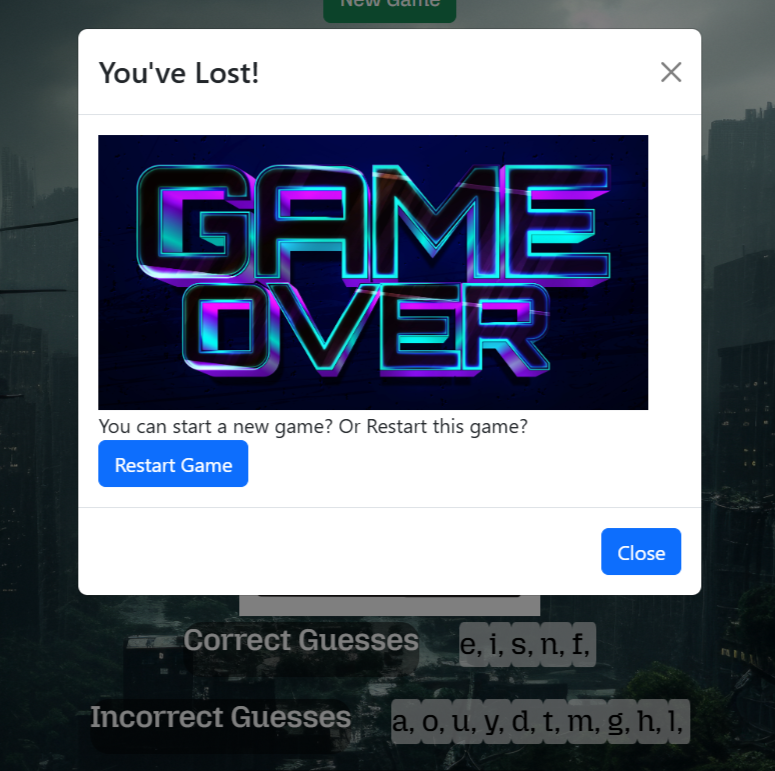 New Game
You've Lost!
GAME
OVER
You can start a new game? Or Restart this game?
Restart Game
Close
Correct Guesses e, i, s, n, f,
Incorrect Guesses a, o, u, y, d, t, m, g, h, l,